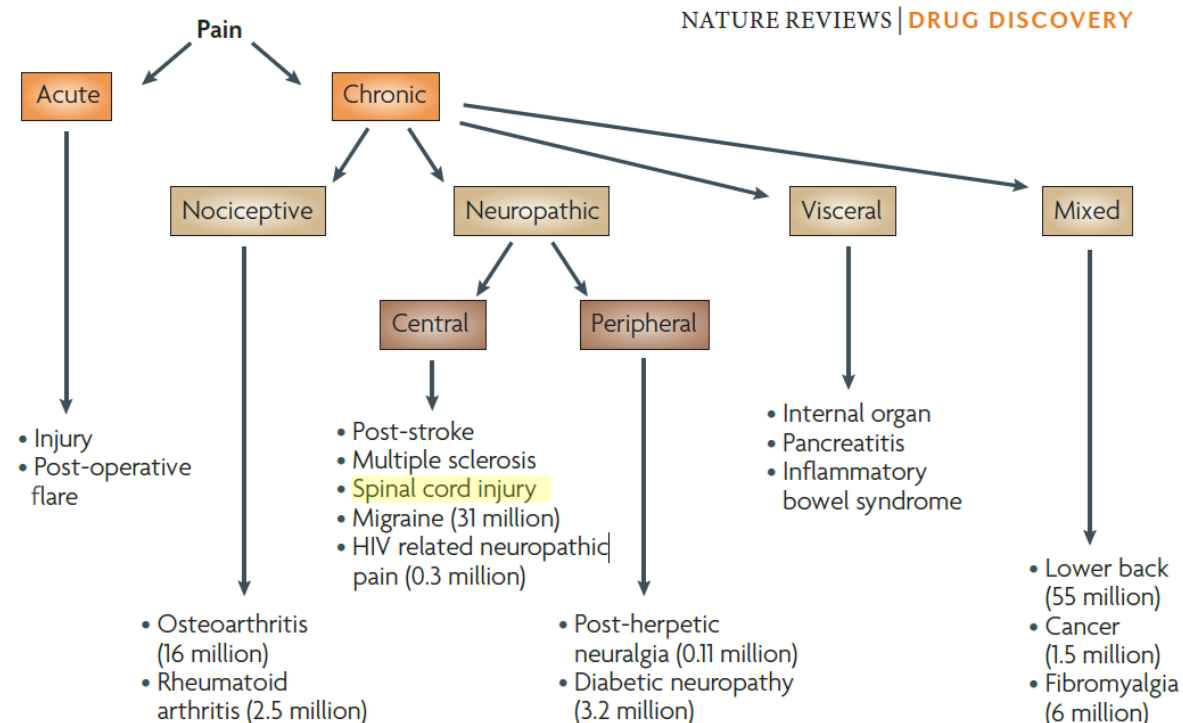 NATURE REVIEWS | DRUG DISCOVERY
Pain
Acute
Chronic
Nociceptive
Neuropathic
Visceral
Mixed
Central
Peripheral
• Injury
• Post-operative
flare
• Post-stroke
• Multiple sclerosis
• Spinal cord injury
• Migraine (31 million)
• HIV related neuropathic
pain (0.3 million)
• Internal organ
• Pancreatitis
• Inflammatory
bowel syndrome
• Osteoarthritis
(16 million)
• Rheumatoid
arthritis (2.5 million)
• Post-herpetic
neuralgia (0.11 million)
• Diabetic neuropathy
(3.2 million)
• Lower back
(55 million)
• Cancer
(1.5 million)
• Fibromyalgia
(6 million)